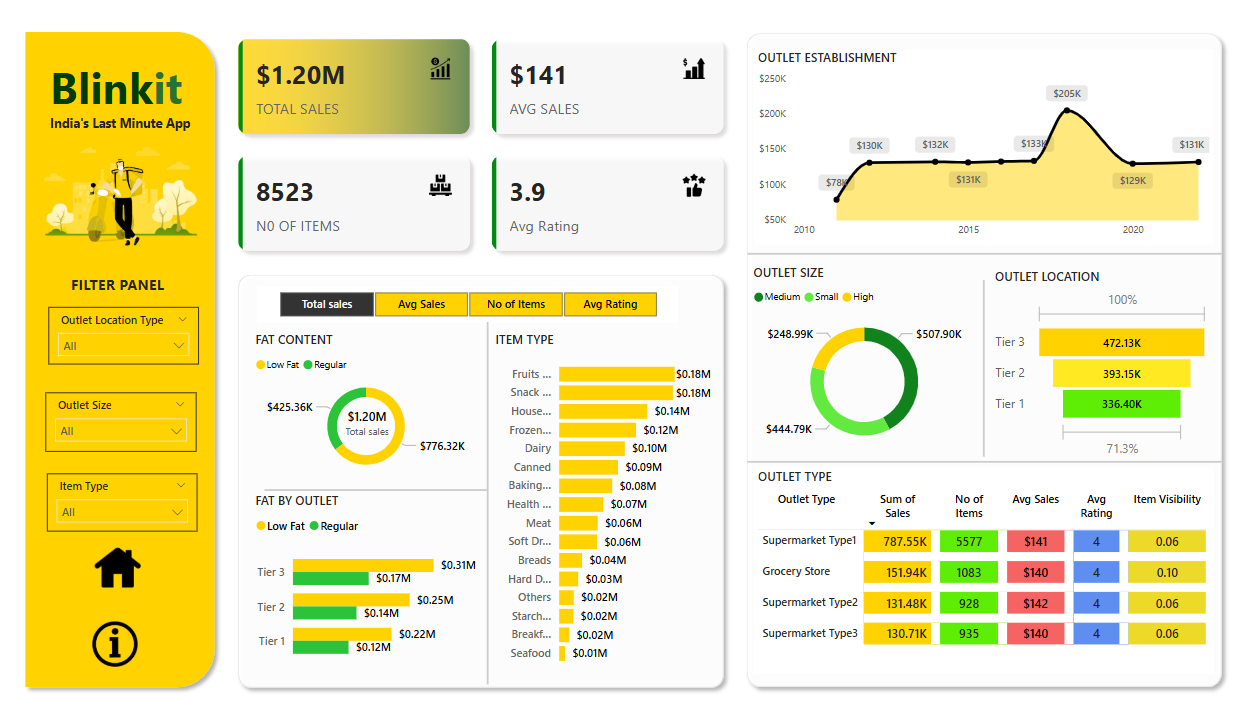 Blinkit
India's Last Minute App
FILTER PANEL
Outlet Location Type
All
Outlet Size
All
Item Type
All
$1.20M
TOTAL SALES
$141
AVG SALES
8523
N0 OF ITEMS
3.9
Avg Rating
Total sales
Avg Sales
No of Items
Avg Rating
FAT CONTENT
Low Fat Regular
$425.36K
$1.20M
Total sales
$776.32K
FAT BY OUTLET
Low Fat Regular
Tier 3 $0.31M
$0.17M
Tier 2 $0.25M
$0.14M
Tier 1 $0.22M
$0.12M
ITEM TYPE
Fruits ... $0.18M
Snack ... $0.18M
House... $0.14M
Frozen... $0.12M
Dairy $0.10M
Canned $0.09M
Baking... $0.08M
Health ... $0.07M
Meat $0.06M
Soft Dr... $0.06M
Breads $0.04M
Hard D... $0.03M
Others $0.02M
Starch... $0.02M
Breakf... $0.02M
Seafood $0.01M
OUTLET ESTABLISHMENT
$250K
$200K
$150K
$100K
$50K
$78K
$130K
$132K
$131K
$133K
$205K
$129K
$131K
2010 2015 2020
OUTLET SIZE
Medium Small High
$248.99K
$507.90K
$444.79K
OUTLET LOCATION
100%
Tier 3 472.13K
Tier 2 393.15K
Tier 1 336.40K
71.3%
OUTLET TYPE
Outlet Type Sum of Sales No of Items Avg Sales Avg Rating Item Visibility
Supermarket Type1 787.55K 5577 $141 4 0.06
Grocery Store 151.94K 1083 $140 4 0.10
Supermarket Type2 131.48K 928 $142 4 0.06
Supermarket Type3 130.71K 935 $140 4 0.06